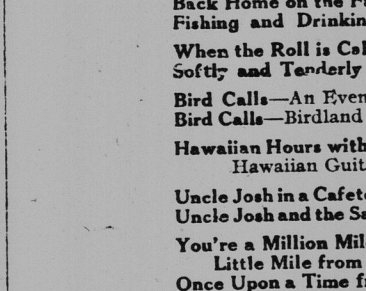 Back Home on the
Fishing and Drinkin
When the Roll is Cal
Softly and Tenderly
Bird Calls—An Even
Bird Calls—Birdland
Hawaiian Hours with
Hawaiian Guit
Uncle Josh in a Cafet
Uncle Josh and the Sa
You're a Million Mil
Little Mile from
Once Upon a Time f